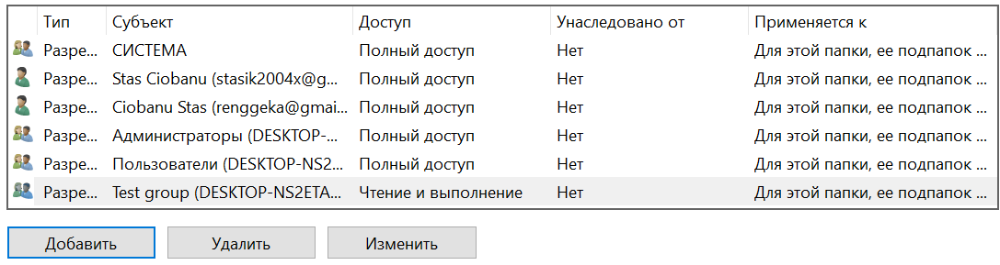 Тип Субъект Доступ Унаследовано от Применяется к
Разре... СИСТЕМА Полный доступ Нет Для этой папки, ее подпапок ...
Разре... Stas Ciobanu (stasik2004x@g... Полный доступ Нет Для этой папки, ее подпапок ...
Разре... Ciobanu Stas (renggeka@gmai... Полный доступ Нет Для этой папки, ее подпапок ...
Разре... Администраторы (DESKTOP-... Полный доступ Нет Для этой папки, ее подпапок ...
Разре... Пользователи (DESKTOP-NS2... Полный доступ Нет Для этой папки, ее подпапок ...
Разре... Test group (DESKTOP-NS2ETA... Чтение и выполнение Нет Для этой папки, ее подпапок ...
Добавить Удалить Изменить